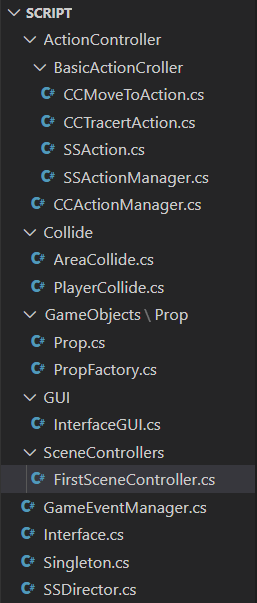 SCRIPT
ActionController
BasicActionCroller
C# CCMoveToAction.cs
C# CCTracertAction.cs
C# SSAction.cs
C# SSActionManager.cs
C# CCActionManager.cs
Collide
C# AreaCollide.cs
C# PlayerCollide.cs
GameObjects \ Prop
C# Prop.cs
C# PropFactory.cs
GUI
C# InterfaceGUI.cs
SceneControllers
C# FirstSceneController.cs
C# GameEventManager.cs
C# Interface.cs
C# Singleton.cs
C# SSDirector.cs